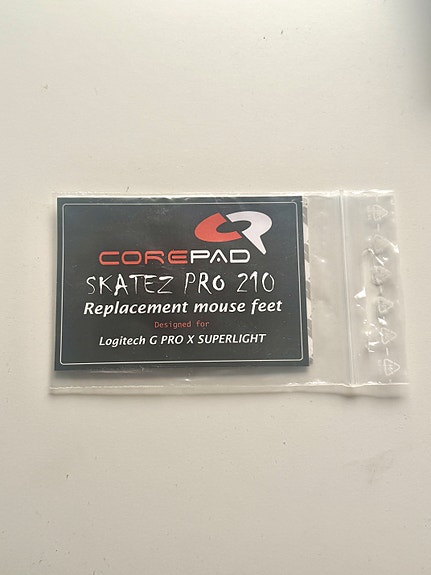 COREPAD
SKATEZ PRO 210
Replacement mouse feet
Designed for
Logitech G PRO X SUPERLIGHT